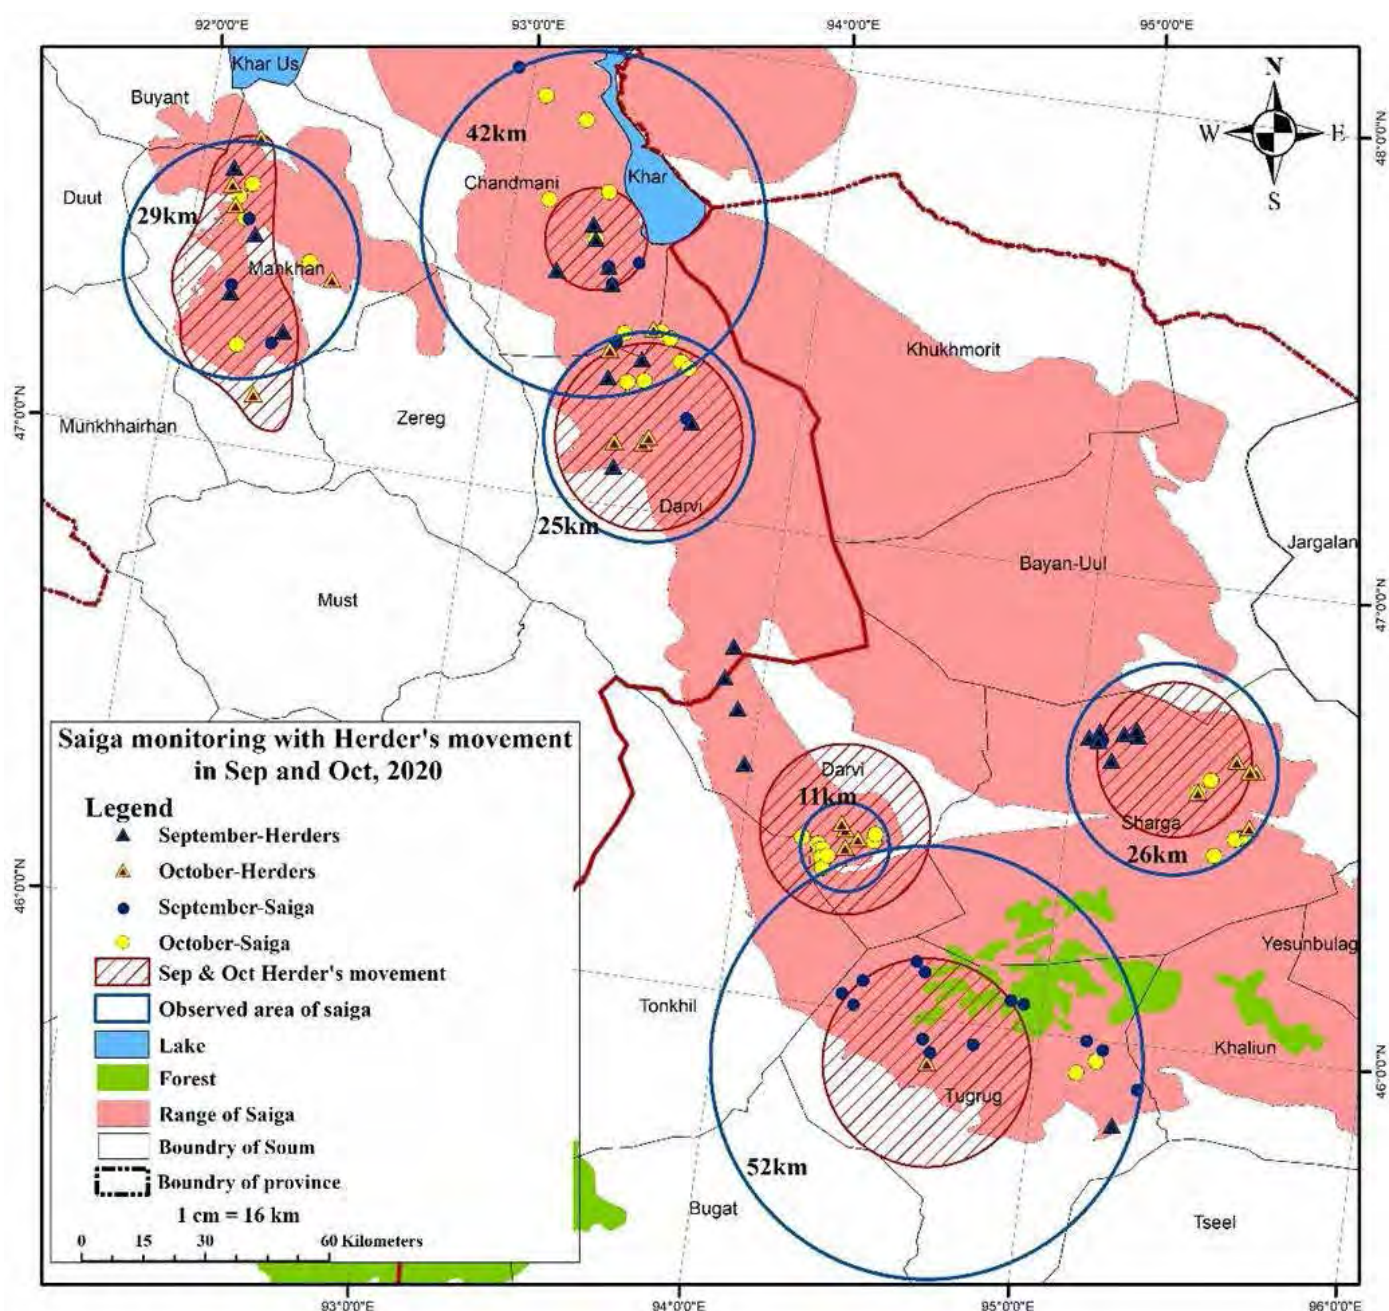 92°0'0"E
93°0'0"E
94°0'0"E
95°0'0"E
Khar Us
Buyant
N
W
E
S
42km
48°0'0"N
Khar
Chandmani
Duut
29km
Mankhan
Khukhmorit
47°0'0"N
Munkhhairhan
Zereg
Darvi
25km
Jargalan
Bayan-Uul
Must
47°0'0"N
Saiga monitoring with Herder's movement
in Sep and Oct, 2020
Legend
September-Herders
October-Herders
September-Saiga
October-Saiga
Sep & Oct Herder's movement
Observed area of saiga
Lake
Forest
Range of Saiga
Boundry of Soum
Boundry of province
1 cm = 16 km
0 15 30 60 Kilometers
Darvi
11km
Sharga
26km
46°0'0"N
Yesunbulag
Tonkhil
Khaliun
46°0'0"N
Tugrug
52km
Bugat
Tseel
93°0'0"E
94°0'0"E
95°0'0"E
96°0'0"E